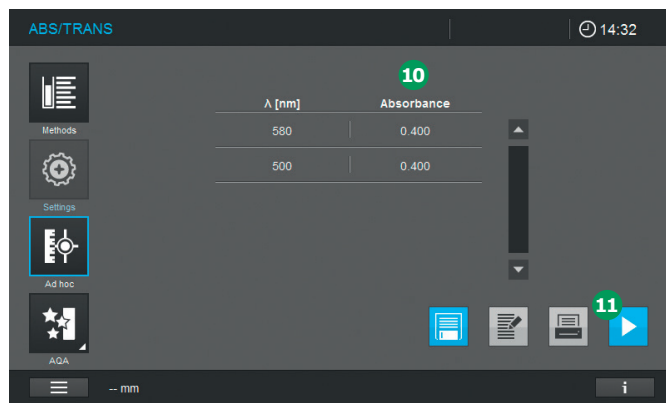 ABS/TRANS
14:32
10
λ [nm] Absorbance
Methods
580 0.400
500 0.400
Settings
Ad hoc
11
AQA
-- mm
i